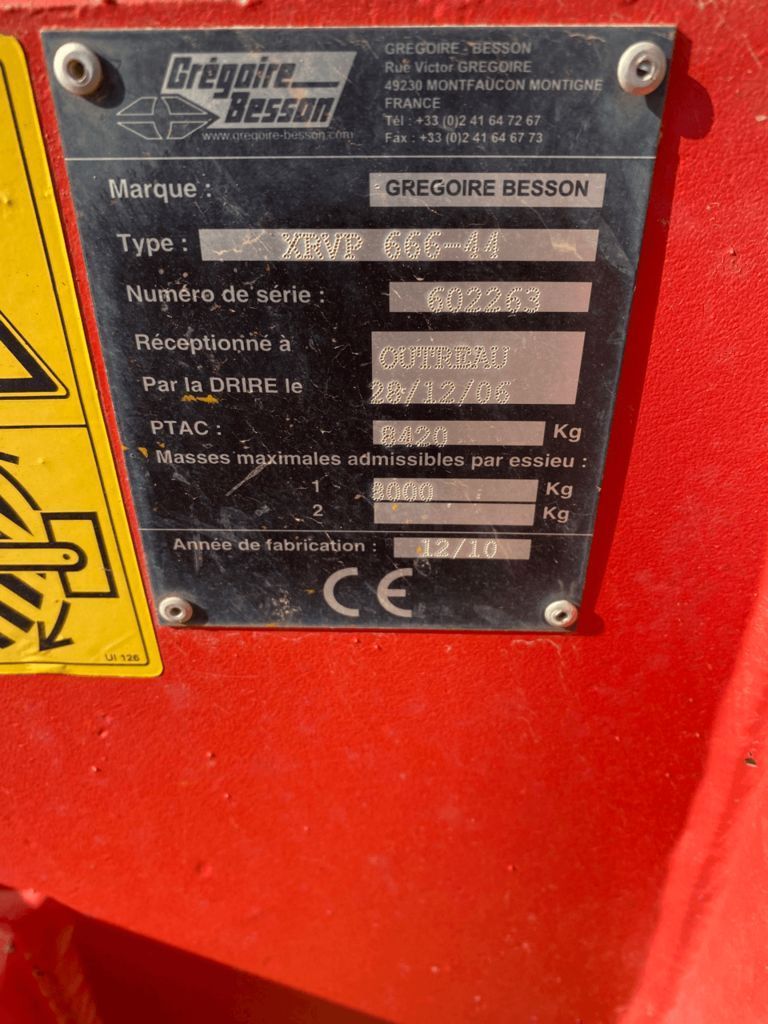 Grégoire
Besson
www.gregoire-besson.com
GREGOIRE - BESSON
Rue Victor GREGOIRE
49230 MONTFAUCON MONTIGNE
FRANCE
Tél : +33 (0)2 41 64 72 67
Fax : +33 (0)2 41 64 67 73
Marque : GREGOIRE BESSON
Type : XRVP 666-44
Numéro de série : 602263
Réceptionné à COUTREAU
Par la DRIRE le 28/12/06
PTAC : 8420 Kg
Masses maximales admissibles par essieu :
1 8000 Kg
2 Kg
Année de fabrication : 12/10
CE
UI 126